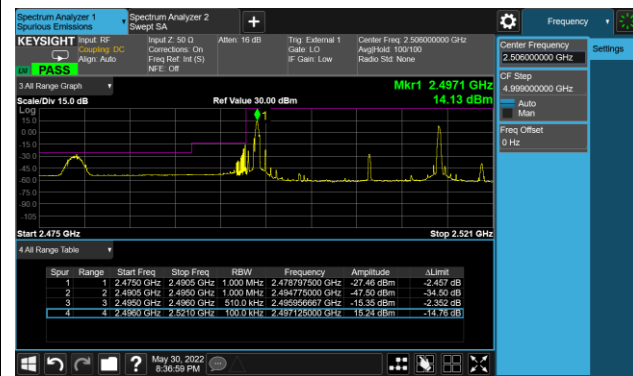 Spectrum Analyzer 1
Spurious Emissions
Spectrum Analyzer 2
Swept SA
Frequency
KEYSIGHT
Input: RF
Coupling: DC
Align: Auto
Input Z: 50 Ω
Corrections: On
Freq Ref: Int (S)
NFE: Off
Atten: 16 dB
Trig: External 1
Gate: LO
IF Gain: Low
Center Freq: 2.506000000 GHz
Avg|Hold: 100/100
Radio Std: None
PASS
Center Frequency
2.506000000 GHz
Settings
CF Step
4.999000000 GHz
Auto
Man
Freq Offset
0 Hz
3 All Range Graph
Mkr1 2.4971 GHz
Scale/Div 15.0 dB
Ref Value 30.00 dBm
14.13 dBm
Log
15.0
0.00
-15.0
-30.0
-45.0
-60.0
-75.0
-90.0
-105
1
Start 2.475 GHz
Stop 2.521 GHz
4 All Range Table
Spur Range Start Freq Stop Freq RBW Frequency Amplitude ΔLimit
1 1 2.4750 GHz 2.4905 GHz 1.000 MHz 2.478797500 GHz -27.46 dBm -2.457 dB
2 2 2.4905 GHz 2.4950 GHz 1.000 MHz 2.494775000 GHz -47.50 dBm -34.50 dB
3 3 2.4950 GHz 2.4960 GHz 510.0 kHz 2.495956667 GHz -15.35 dBm -2.352 dB
4 4 2.4960 GHz 2.5210 GHz 100.0 kHz 2.497125000 GHz 15.24 dBm -14.76 dB
May 30, 2022
8:36:59 PM